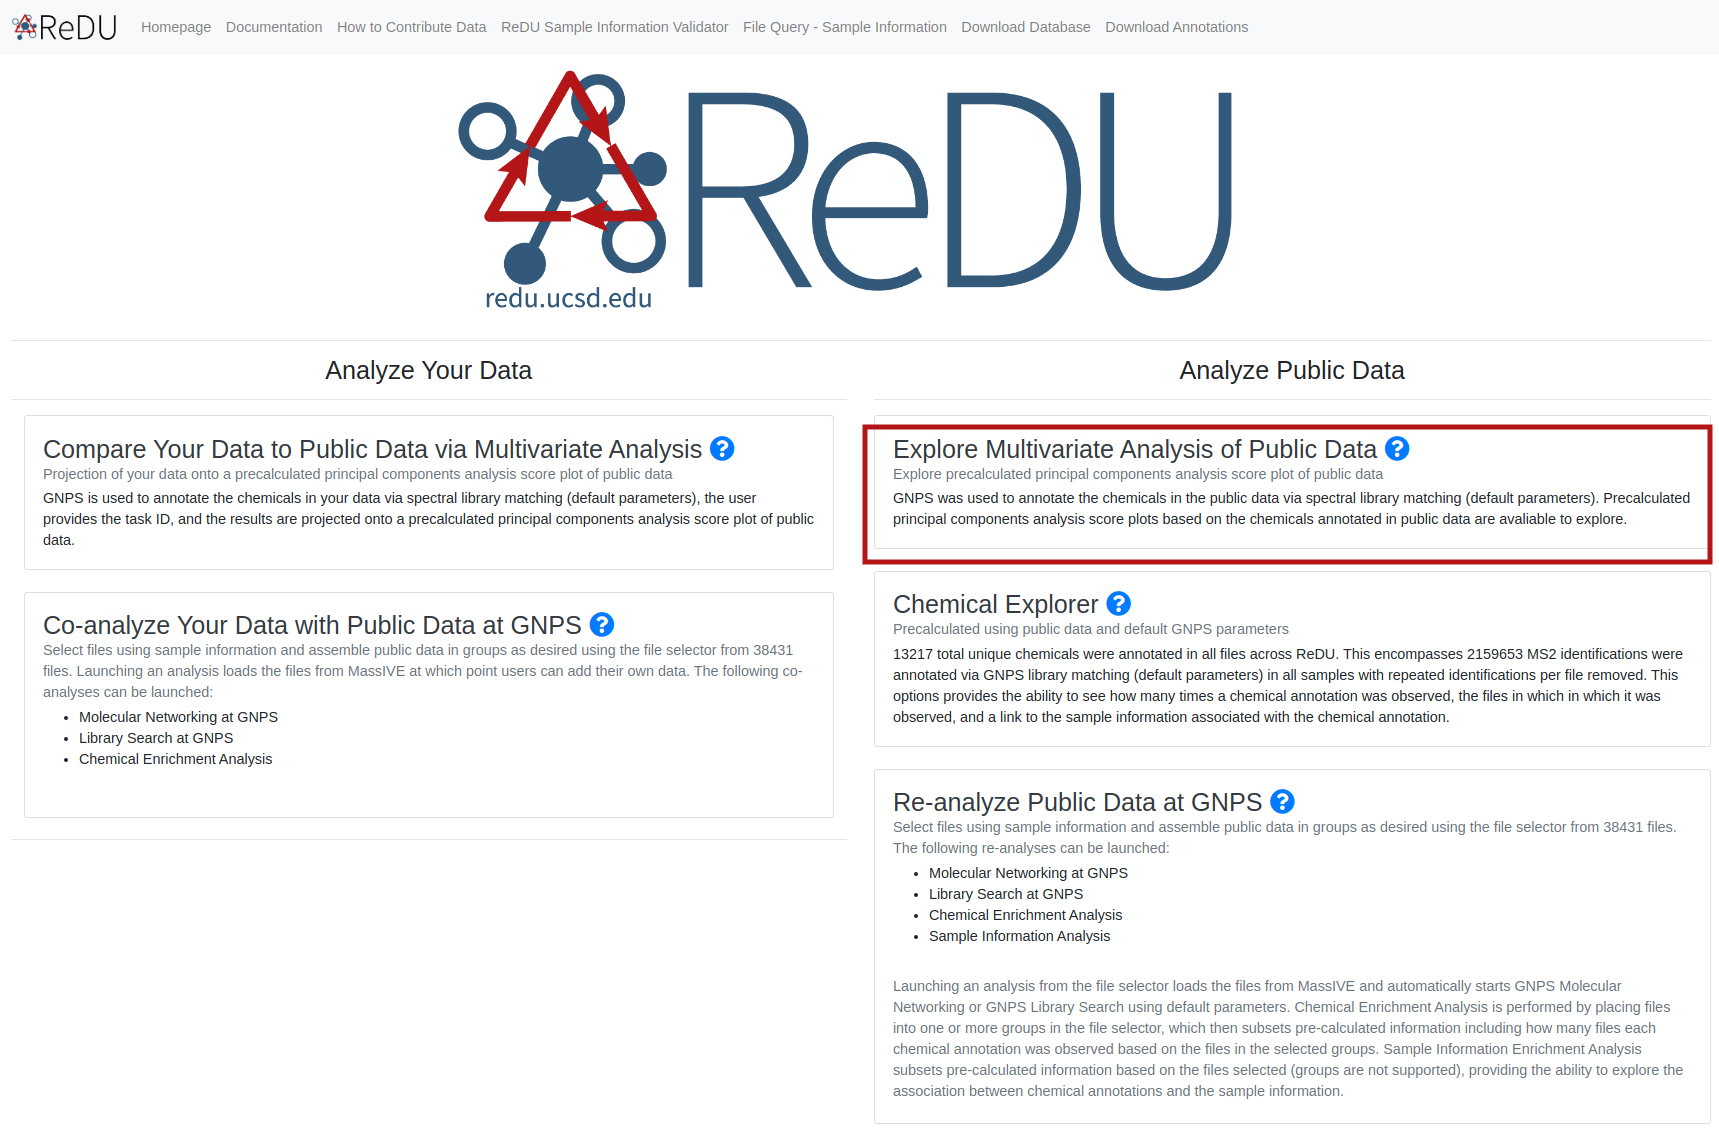 ReDU Homepage Documentation How to Contribute Data ReDU Sample Information Validator File Query - Sample Information Download Database Download Annotations
ReDU
redu.ucsd.edu
Analyze Your Data
Compare Your Data to Public Data via Multivariate Analysis ?
Projection of your data onto a precalculated principal components analysis score plot of public data
GNPS is used to annotate the chemicals in your data via spectral library matching (default parameters), the user
provides the task ID, and the results are projected onto a precalculated principal components analysis score plot of public
data.
Co-analyze Your Data with Public Data at GNPS ?
Select files using sample information and assemble public data in groups as desired using the file selector from 38431
files. Launching an analysis loads the files from MassIVE at which point users can add their own data. The following co-
analyses can be launched:
• Molecular Networking at GNPS
• Library Search at GNPS
• Chemical Enrichment Analysis
Analyze Public Data
Explore Multivariate Analysis of Public Data ?
Explore precalculated principal components analysis score plot of public data
GNPS was used to annotate the chemicals in the public data via spectral library matching (default parameters). Precalculated
principal components analysis score plots based on the chemicals annotated in public data are avaliable to explore.
Chemical Explorer ?
Precalculated using public data and default GNPS parameters
13217 total unique chemicals were annotated in all files across ReDU. This encompasses 2159653 MS2 identifications were
annotated via GNPS library matching (default parameters) in all samples with repeated identifications per file removed. This
options provides the ability to see how many times a chemical annotation was observed, the files in which in which it was
observed, and a link to the sample information associated with the chemical annotation.
Re-analyze Public Data at GNPS ?
Select files using sample information and assemble public data in groups as desired using the file selector from 38431 files.
The following re-analyses can be launched:
• Molecular Networking at GNPS
• Library Search at GNPS
• Chemical Enrichment Analysis
• Sample Information Analysis
Launching an analysis from the file selector loads the files from MassIVE and automatically starts GNPS Molecular
Networking or GNPS Library Search using default parameters. Chemical Enrichment Analysis is performed by placing files
into one or more groups in the file selector, which then subsets pre-calculated information including how many files each
chemical annotation was observed based on the files in the selected groups. Sample Information Enrichment Analysis
subsets pre-calculated information based on the files selected (groups are not supported), providing the ability to explore the
association between chemical annotations and the sample information.